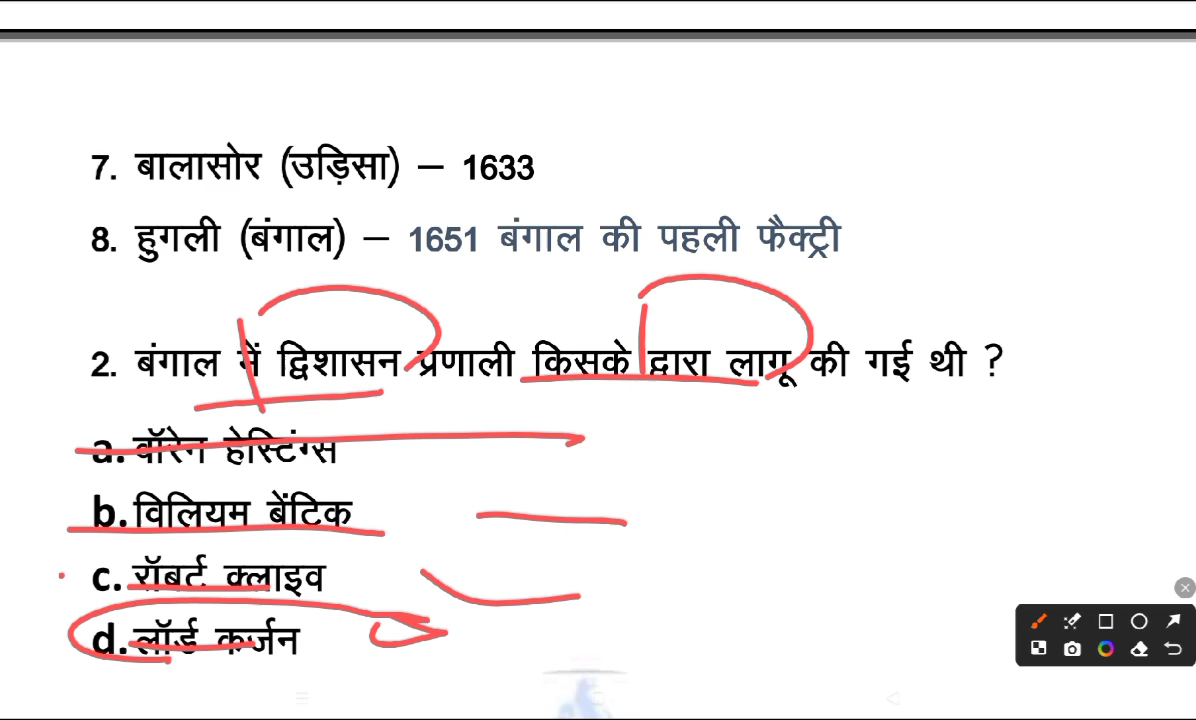 7. बालासोर (उड़िसा) – 1633
8. हुगली (बंगाल) – 1651 बंगाल की पहली फैक्ट्री
2. बंगाल में द्विशासन प्रणाली किसके द्वारा लागू की गई थी ?
a. वॉरेन हेस्टिंग्स
b. विलियम बेंटिक
c. रॉबर्ट क्लाइव
d. लॉर्ड कर्जन